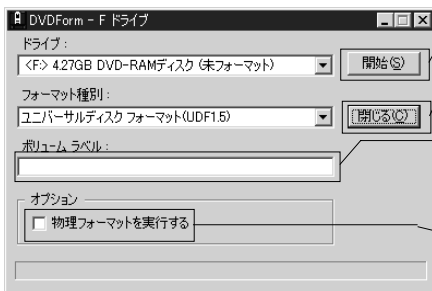 DVDForm - F ドライブ
ドライブ :
<F:> 4.27GB DVD-RAMディスク (未フォーマット)
開始(S)
フォーマット種別 :
ユニバーサルディスク フォーマット(UDF1.5)
閉じる(C)
ボリューム ラベル :
オプション
物理フォーマットを実行する